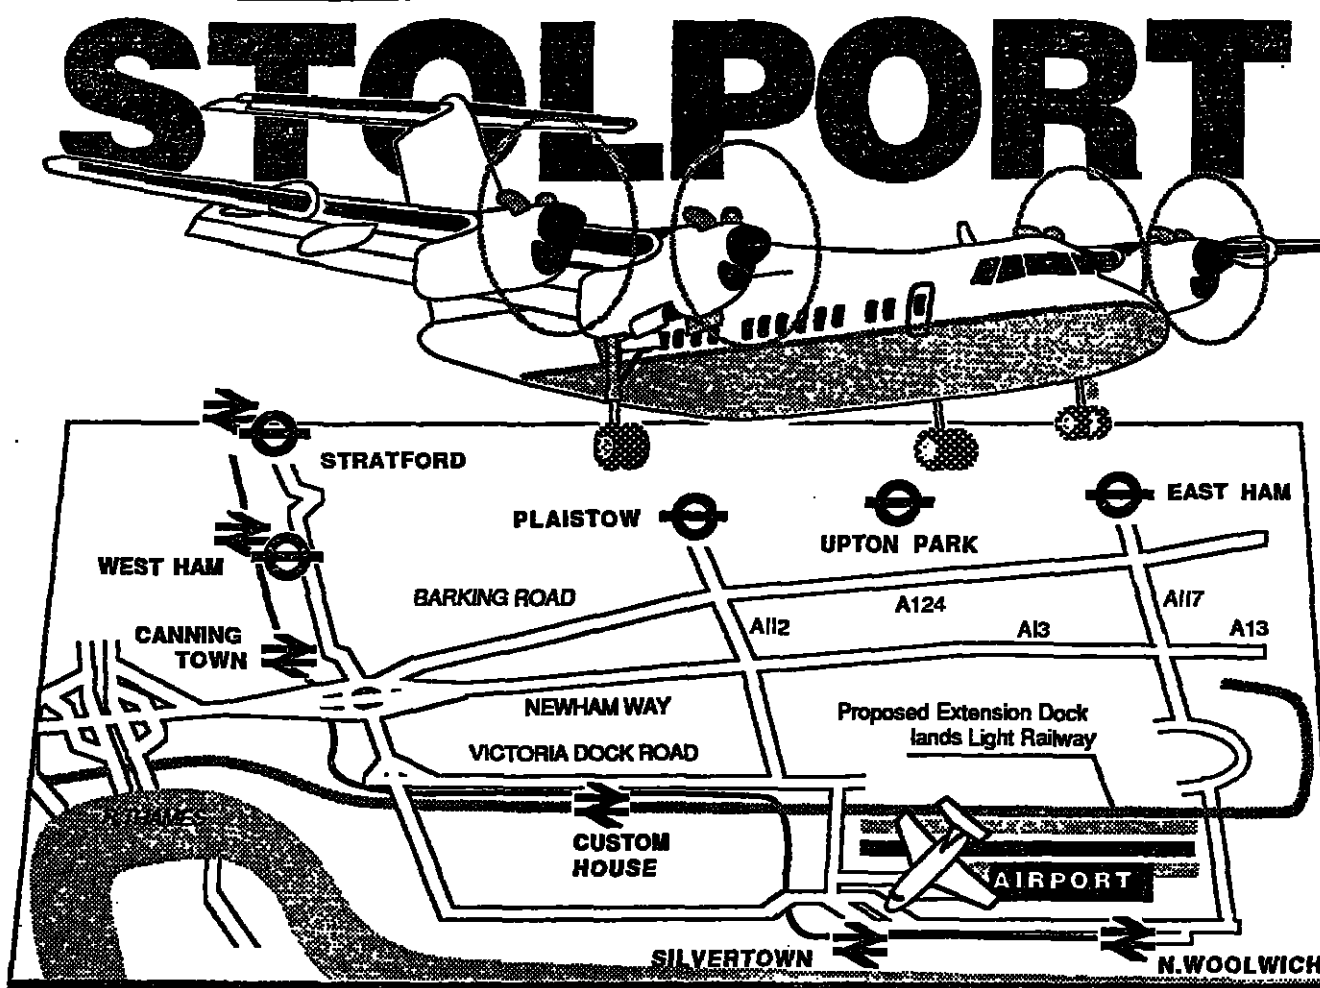 STOLPORT
STRATFORD
PLAISTOW
EAST HAM
UPTON PARK
WEST HAM
BARKING ROAD
A124
A117
A112
A13
A13
CANNING
TOWN
NEWHAM WAY
Proposed Extension Dock
lands Light Railway
VICTORIA DOCK ROAD
R.THAMES
CUSTOM
HOUSE
AIRPORT
SILVERTOWN
N.WOOLWICH